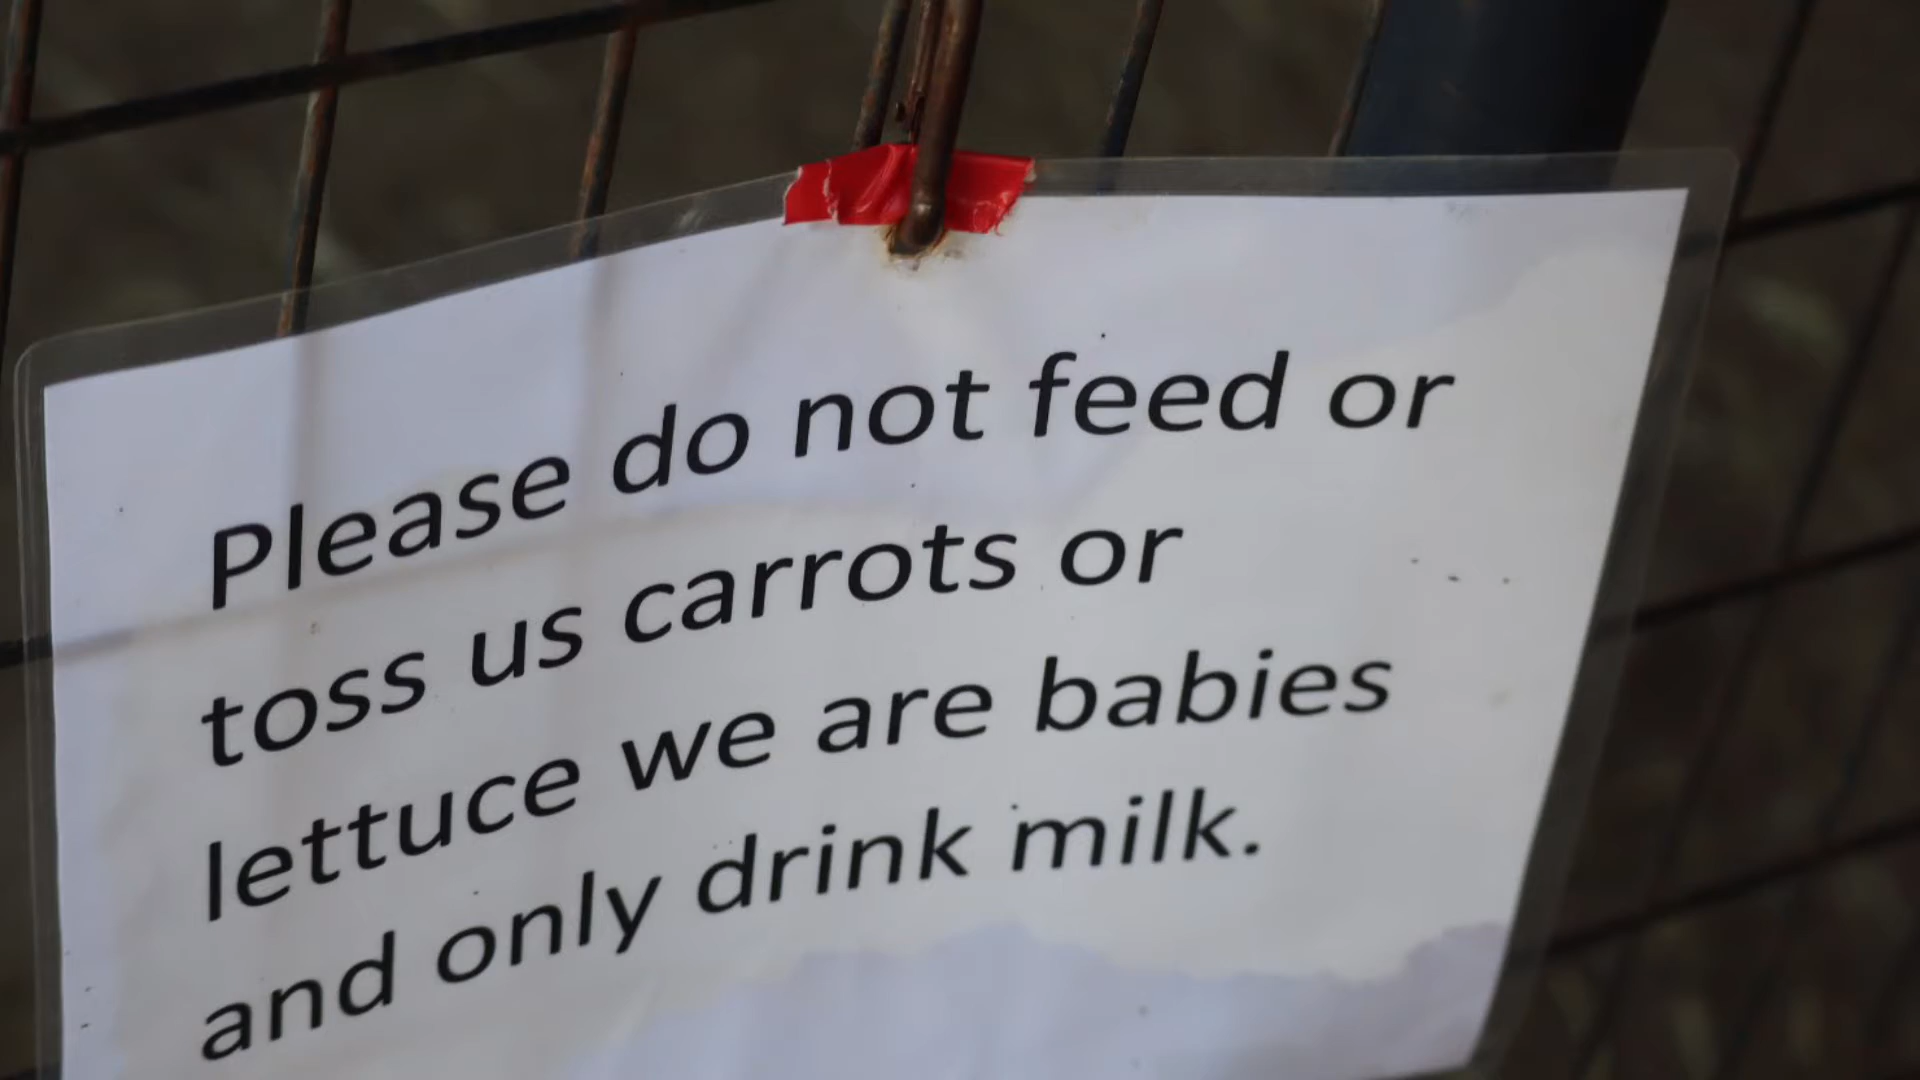 Please do not feed or
toss us carrots or
lettuce we are babies
and only drink milk.